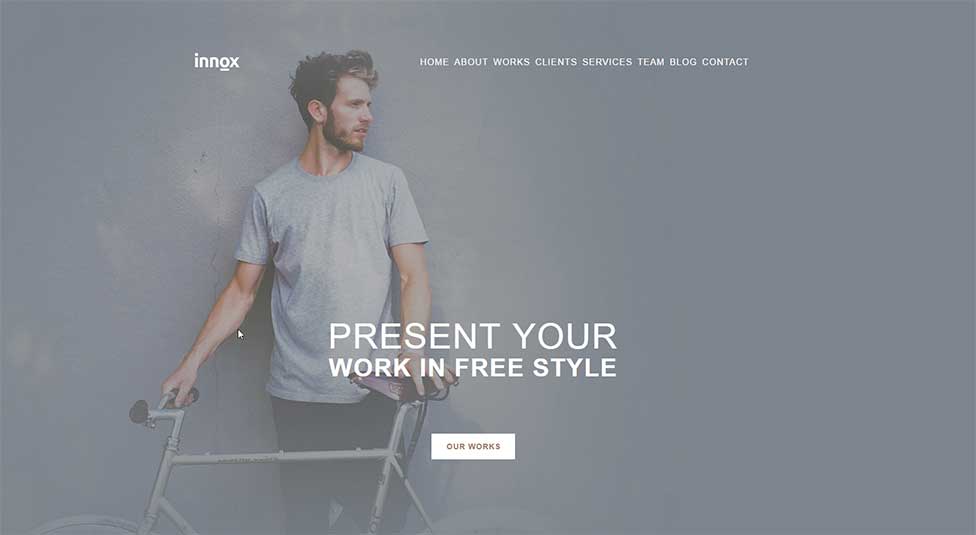 innox
HOME ABOUT WORKS CLIENTS SERVICES TEAM BLOG CONTACT
PRESENT YOUR
WORK IN FREE STYLE
OUR WORKS